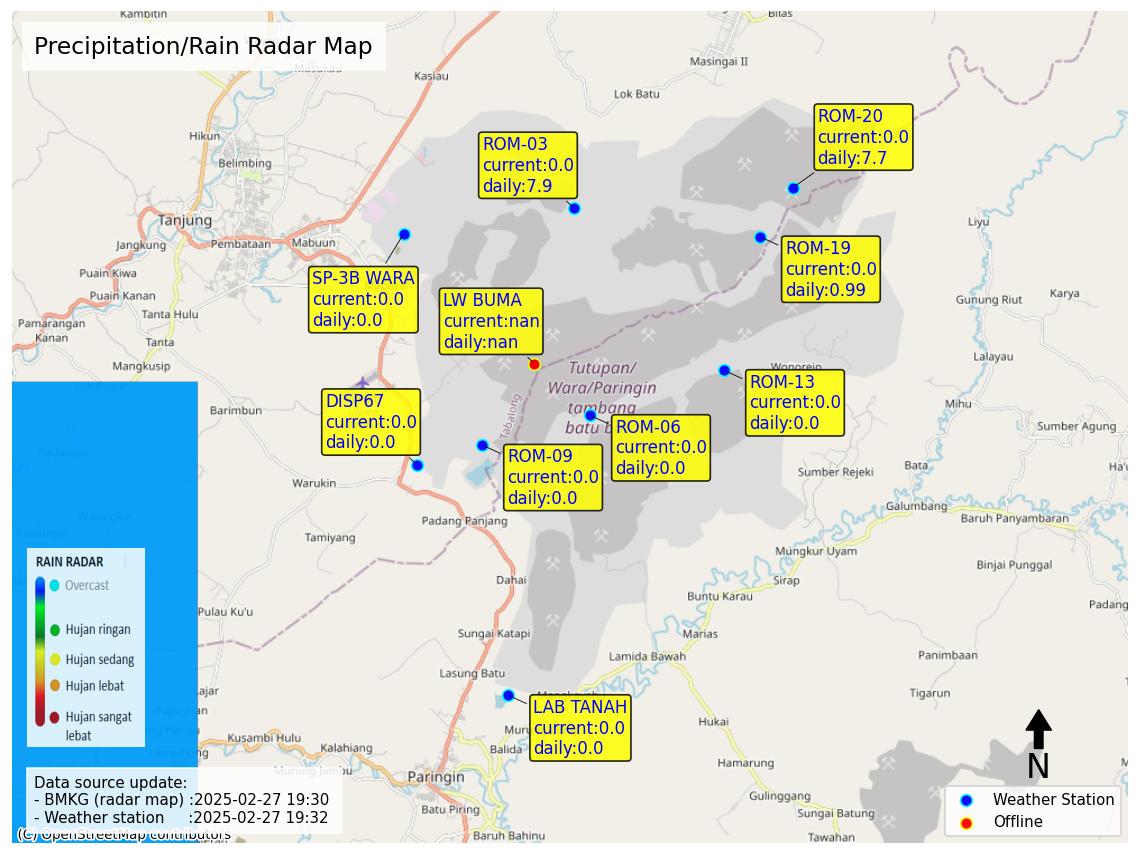 Precipitation/Rain Radar Map
Kambitin
Bilas
Masingai II
Kasiau
Lok Batu
Hikun
Belimbing
Tanjung
Jangkung
Pembataan
Mabuun
Puain Kiwa
Puain Kanan
Tanta Hulu
Pamarangan
Kanan
Tanta
Mangkusip
Barimbun
Warukin
Tamiyang
Padang Panjang
Dahai
Pulau Ku'u
Sungai Katapi
Lasung Batu
Kusambi Hulu
Kalahiang
Paringin
Batu Piring
Baruh Bahinu
Balida
Murung Jambu
Liyu
Gunung Riut
Karya
Lalayau
Mihu
Sumber Agung
Bata
Sumber Rejeki
Wonorejo
Galumbang
Baruh Panyambaran
Mungkur Uyam
Binjai Punggal
Sirap
Buntu Karau
Marias
Lamida Bawah
Panimbaan
Tigarun
Hukai
Hamarung
Gulinggang
Sungai Batung
Tawahan
Tabalong
Tutupan/
Wara/Paringin
tambang
batu b
ROM-03
current:0.0
daily:7.9
ROM-20
current:0.0
daily:7.7
ROM-19
current:0.0
daily:0.99
SP-3B WARA
current:0.0
daily:0.0
LW BUMA
current:nan
daily:nan
ROM-13
current:0.0
daily:0.0
DISP67
current:0.0
daily:0.0
ROM-06
current:0.0
daily:0.0
ROM-09
current:0.0
daily:0.0
LAB TANAH
current:0.0
daily:0.0
RAIN RADAR
Overcast
Hujan ringan
Hujan sedang
Hujan lebat
Hujan sangat
lebat
Data source update:
- BMKG (radar map) :2025-02-27 19:30
- Weather station :2025-02-27 19:32
(C) OpenStreetMap contributors
N
Weather Station
Offline